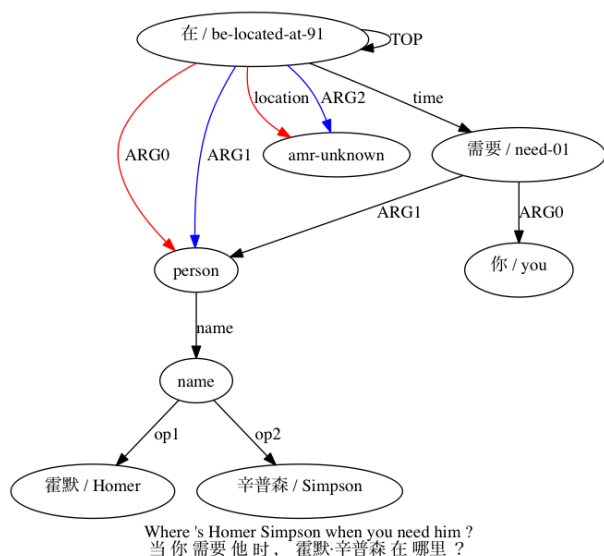 在 / be-located-at-91
TOP
location
ARG2
time
ARG0
ARG1
amr-unknown
需要 / need-01
ARG1
ARG0
person
你 / you
name
name
op1
op2
霍默 / Homer
辛普森 / Simpson
Where 's Homer Simpson when you need him ?
当 你 需要 他 时 , 霍默·辛普森 在 哪里 ?